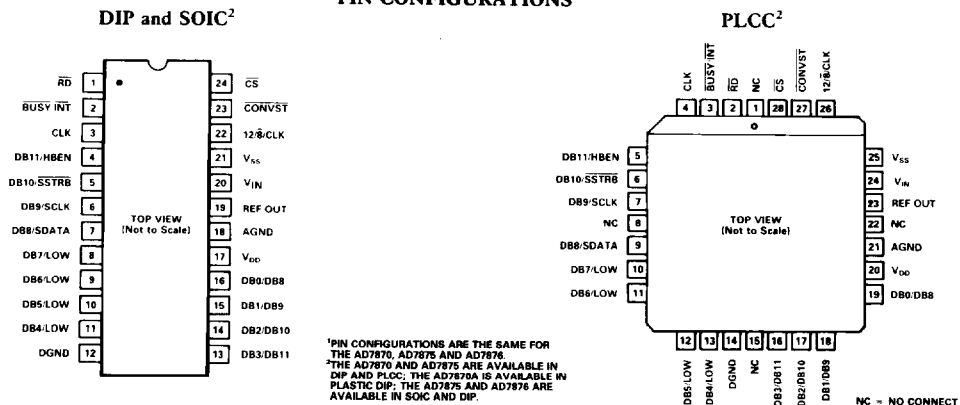 PIN CONFIGURATIONS
DIP and SOIC²
RD 1
BUSY/INT 2
CLK 3
DB11/HBEN 4
DB10/SSTRB 5
DB9/SCLK 6
DB8/SDATA 7
DB7/LOW 8
DB6/LOW 9
DB5/LOW 10
DB4/LOW 11
DGND 12
TOP VIEW
(Not to Scale)
24 CS
23 CONVST
22 12/8/CLK
21 VSS
20 VIN
19 REF OUT
18 AGND
17 VDD
16 DB0/DB8
15 DB1/DB9
14 DB2/DB10
13 DB3/DB11
¹PIN CONFIGURATIONS ARE THE SAME FOR
THE AD7870, AD7875 AND AD7876.
²THE AD7870 AND AD7875 ARE AVAILABLE IN
DIP AND PLCC; THE AD7870A IS AVAILABLE IN
PLASTIC DIP; THE AD7875 AND AD7876 ARE
AVAILABLE IN SOIC AND DIP.
PLCC²
CLK BUSY/INT RD NC CS CONVST 12/8/CLK
4 3 2 1 28 27 26
DB11/HBEN 5
DB10/SSTRB 6
DB9/SCLK 7
NC 8
DB8/SDATA 9
DB7/LOW 10
DB6/LOW 11
TOP VIEW
(Not to Scale)
25 VSS
24 VIN
23 REF OUT
22 NC
21 AGND
20 VDD
19 DB0/DB8
12 13 14 15 16 17 18
DB5/LOW DB4/LOW DGND NC DB3/DB11 DB2/DB10 DB1/DB9
NC = NO CONNECT